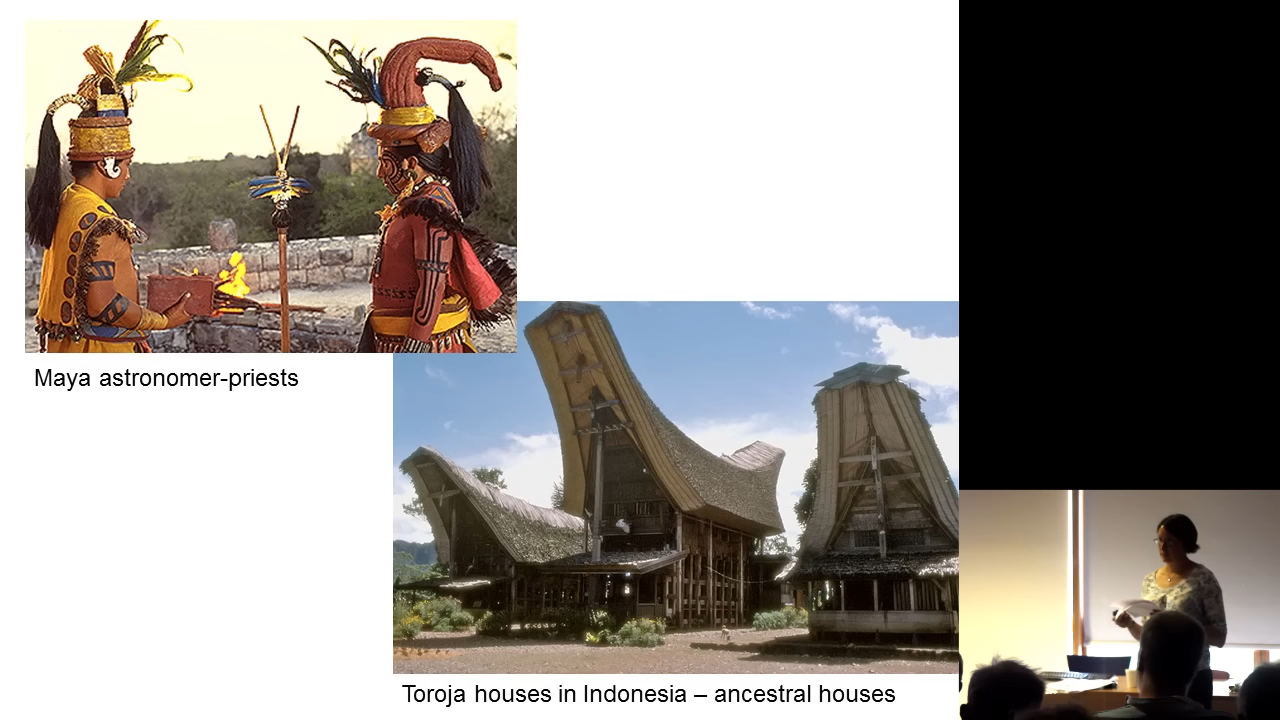 Maya astronomer-priests
Toroja houses in Indonesia – ancestral houses